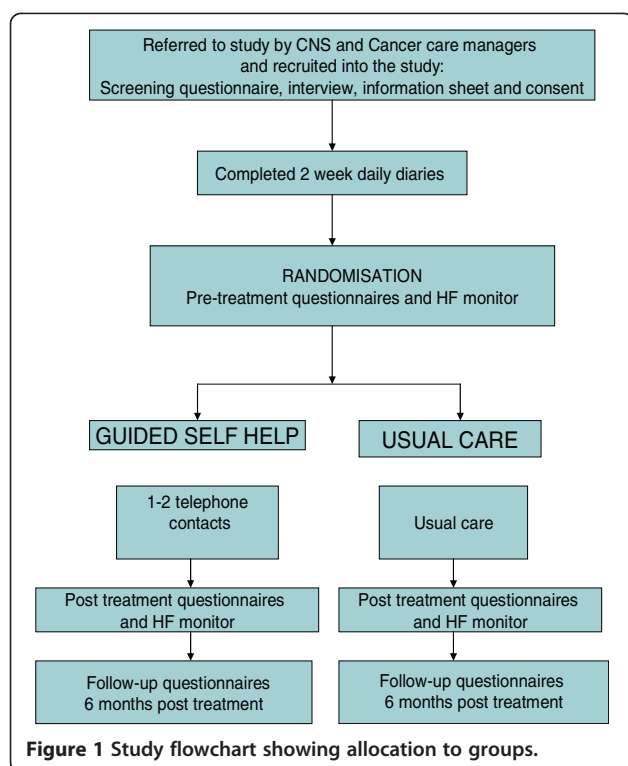 Referred to study by CNS and Cancer care managers
and recruited into the study:
Screening questionnaire, interview, information sheet and consent
Completed 2 week daily diaries
RANDOMISATION
Pre-treatment questionnaires and HF monitor
GUIDED SELF HELP
USUAL CARE
1-2 telephone
contacts
Usual care
Post treatment questionnaires
and HF monitor
Post treatment questionnaires
and HF monitor
Follow-up questionnaires
6 months post treatment
Follow-up questionnaires
6 months post treatment
Figure 1 Study flowchart showing allocation to groups.